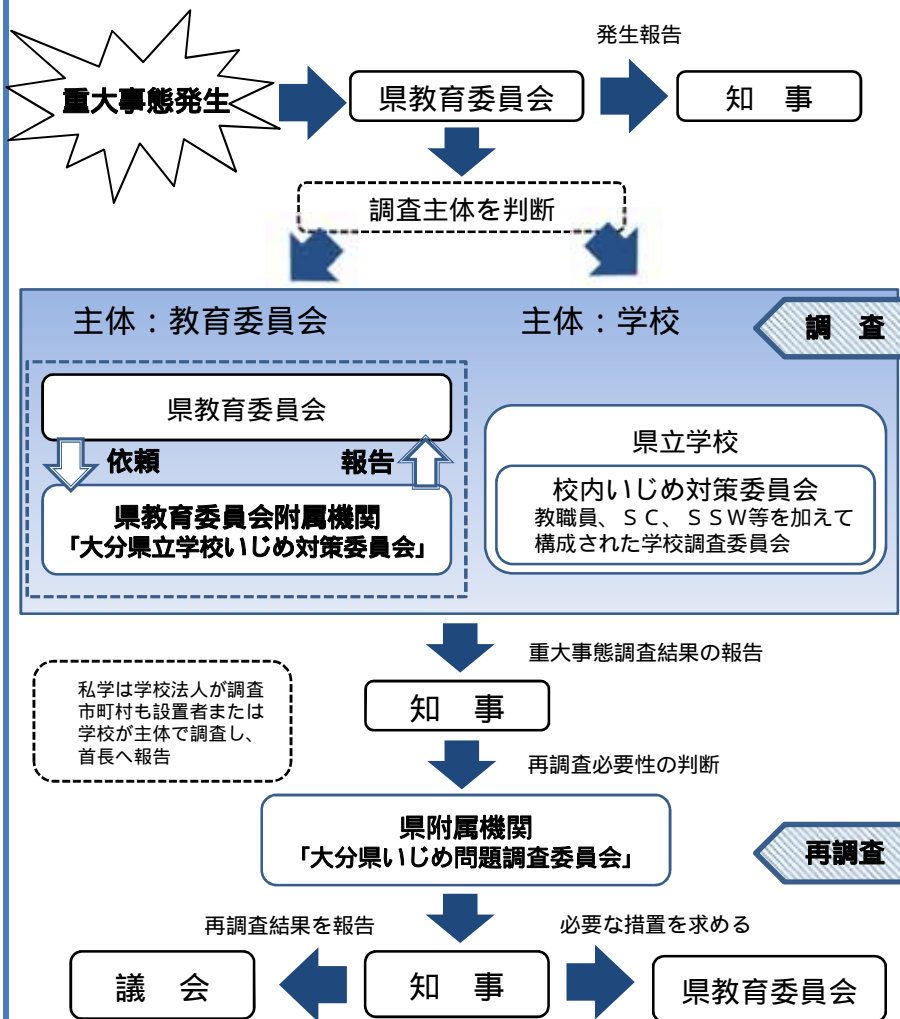 発生報告
重大事態発生
県教育委員会
知　事
調査主体を判断
主体：教育委員会
主体：学校
調　査
県教育委員会
依頼
報告
県教育委員会附属機関
「大分県立学校いじめ対策委員会」
県立学校
校内いじめ対策委員会
教職員、ＳＣ、ＳＳＷ等を加えて
構成された学校調査委員会
重大事態調査結果の報告
私学は学校法人が調査
市町村も設置者または
学校が主体で調査し、
首長へ報告
知　事
再調査必要性の判断
県附属機関
「大分県いじめ問題調査委員会」
再調査
再調査結果を報告
必要な措置を求める
議　会
知　事
県教育委員会